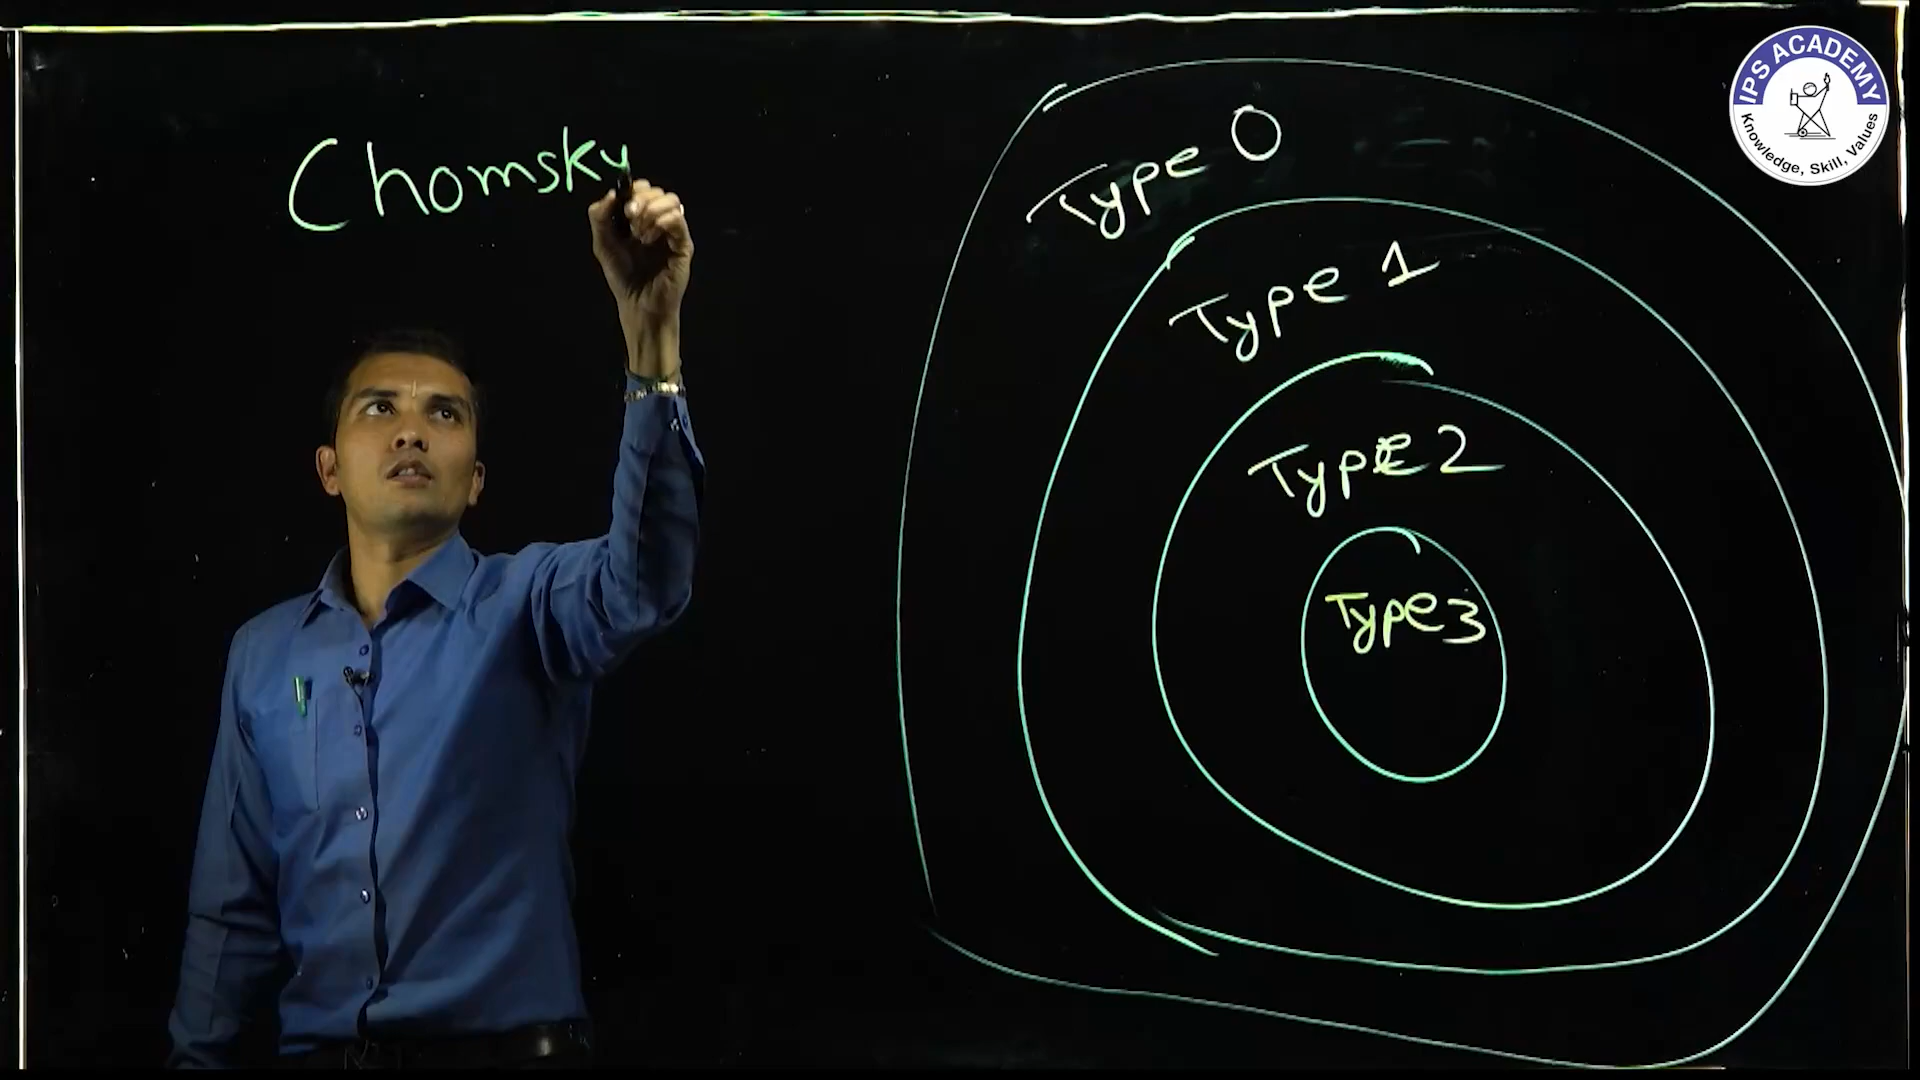 Chomsky
Type 0
Type 1
Type 2
Type 3
IPS ACADEMY
Knowledge, Skill, Values